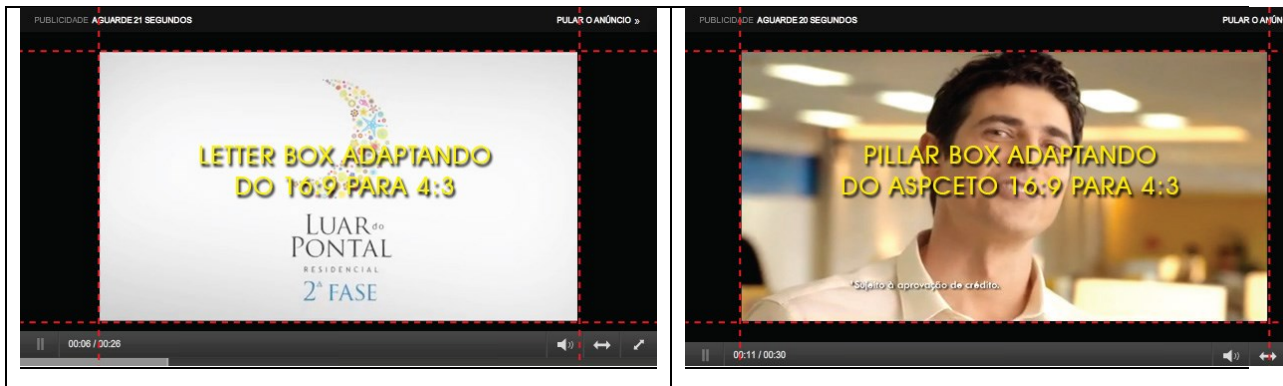 PUBLICIDADE AGUARDE 21 SEGUNDOS PULAR O ANÚNCIO »
LETTER BOX ADAPTANDO
DO 16:9 PARA 4:3
LUAR do
PONTAL
RESIDENCIAL
2ª FASE
00:06 / 00:26
PUBLICIDADE AGUARDE 20 SEGUNDOS PULAR O ANÚN
PILLAR BOX ADAPTANDO
DO ASPCETO 16:9 PARA 4:3
*Sujeito à aprovação de crédito.
00:11 / 00:30